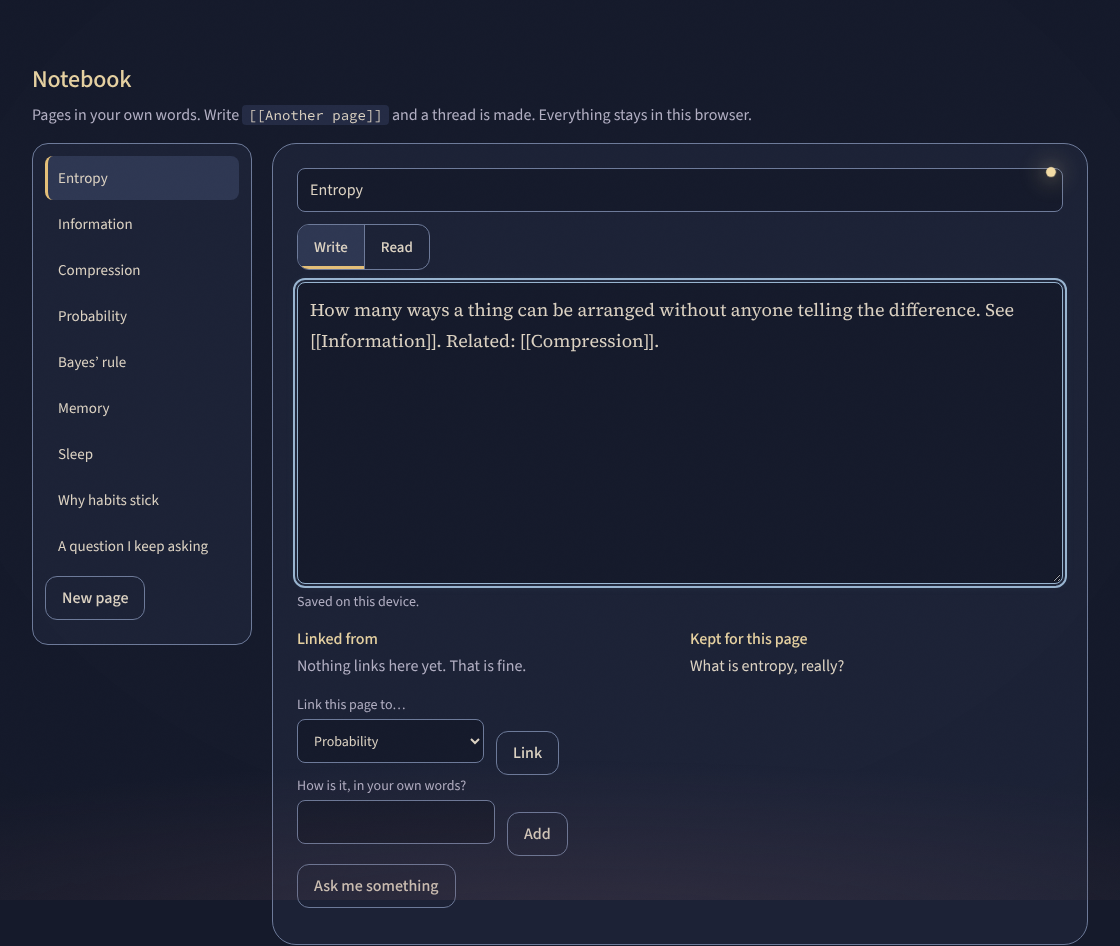 Notebook
Pages in your own words. Write [[Another page]] and a thread is made. Everything stays in this browser.
Entropy
Information
Compression
Probability
Bayes’ rule
Memory
Sleep
Why habits stick
A question I keep asking
New page
Entropy
Write
Read
How many ways a thing can be arranged without anyone telling the difference. See
[[Information]]. Related: [[Compression]].
Saved on this device.
Linked from
Nothing links here yet. That is fine.
Kept for this page
What is entropy, really?
Link this page to…
Probability
Link
How is it, in your own words?
Add
Ask me something